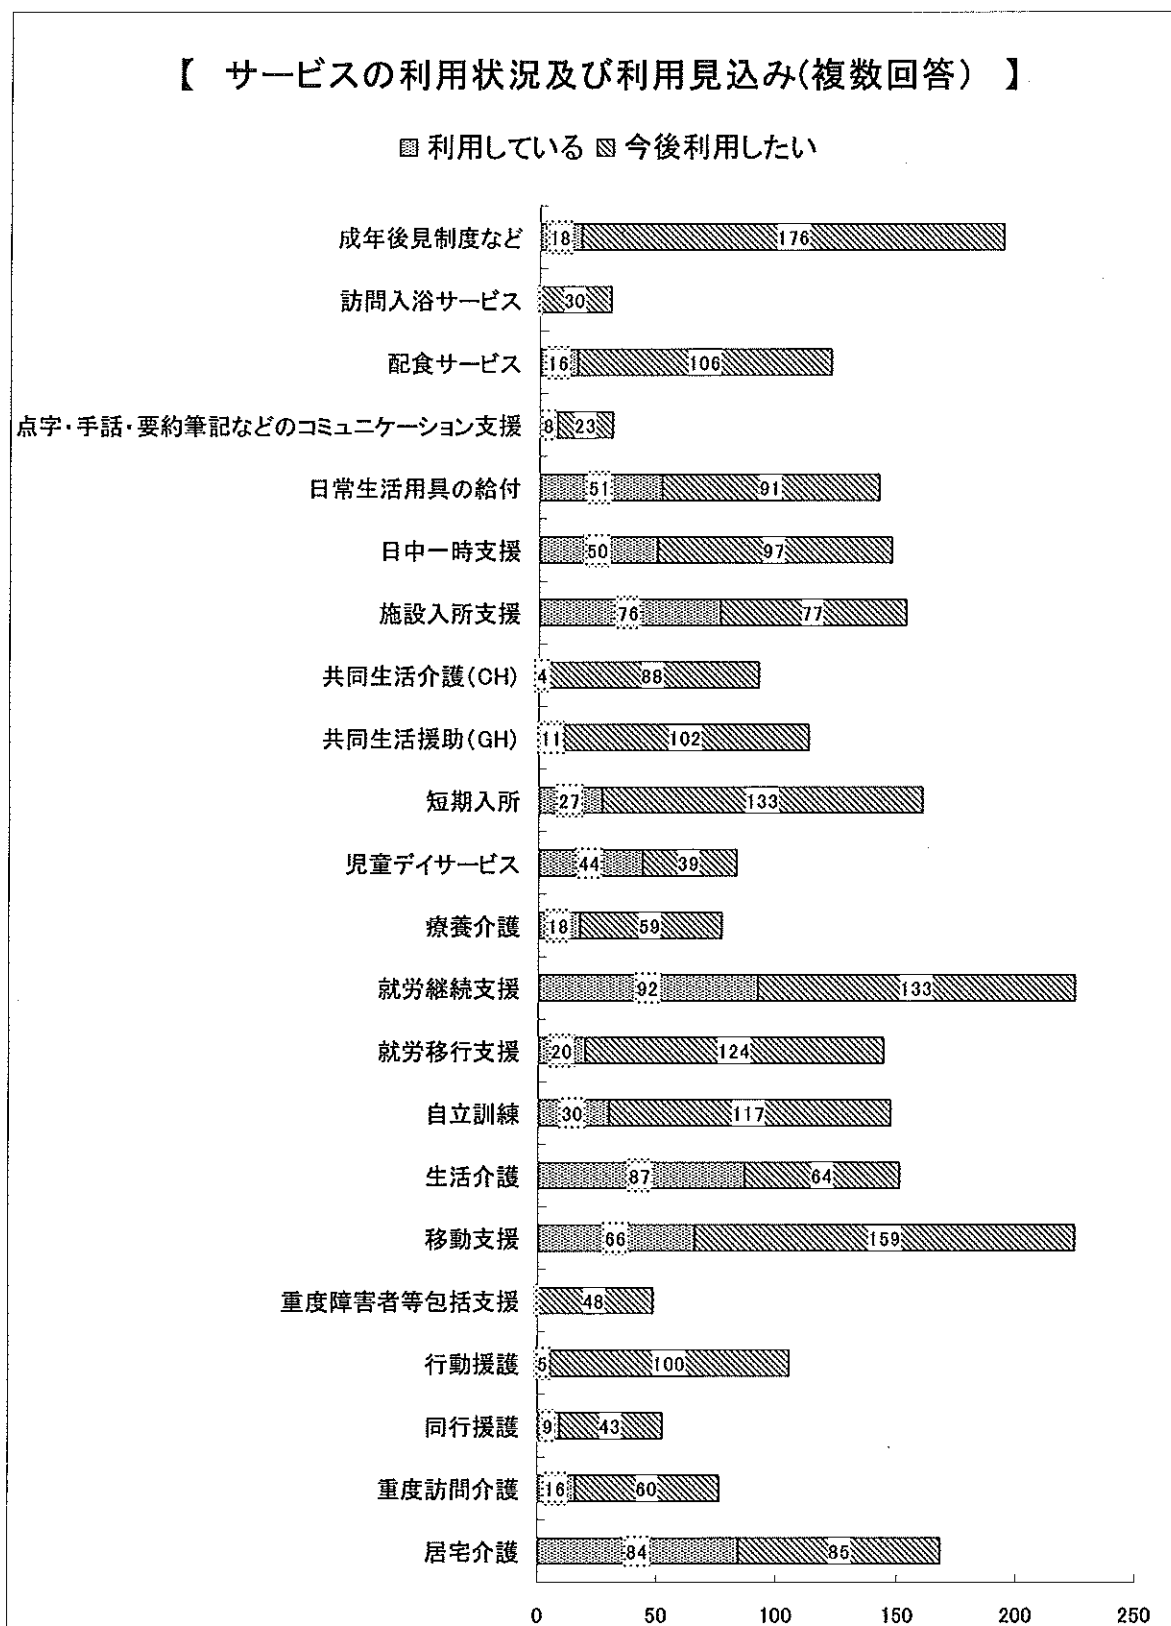 【 サービスの利用状況及び利用見込み(複数回答) 】
利用している 今後利用したい
成年後見制度など 18 176
訪問入浴サービス 30
配食サービス 16 106
点字・手話・要約筆記などのコミュニケーション支援 8 23
日常生活用具の給付 51 91
日中一時支援 50 97
施設入所支援 76 77
共同生活介護(CH) 4 88
共同生活援助(GH) 11 102
短期入所 27 133
児童デイサービス 44 39
療養介護 18 59
就労継続支援 92 133
就労移行支援 20 124
自立訓練 30 117
生活介護 87 64
移動支援 66 159
重度障害者等包括支援 48
行動援護 5 100
同行援護 9 43
重度訪問介護 16 60
居宅介護 84 85
0 50 100 150 200 250